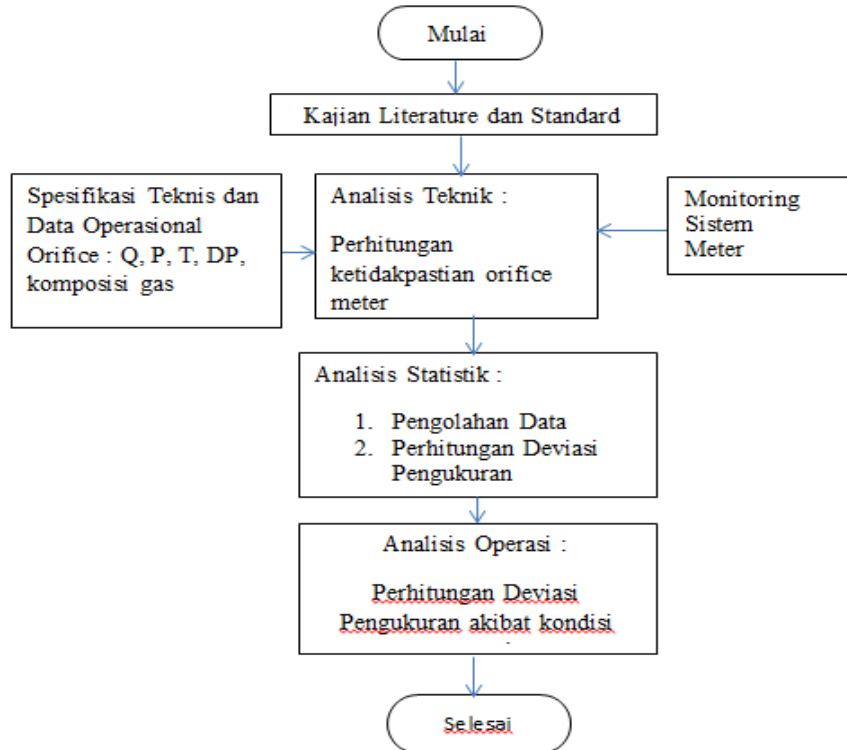 Mulai
Kajian Literature dan Standard
Spesifikasi Teknis dan
Data Operasional
Orifice : Q, P, T, DP,
komposisi gas
Analisis Teknik :
Perhitungan
ketidakpastian orifice
meter
Monitoring
Sistem
Meter
Analisis Statistik :
1. Pengolahan Data
2. Perhitungan Deviasi
Pengukuran
Analisis Operasi :
Perhitungan Deviasi
Pengukuran akibat kondisi
Selesai